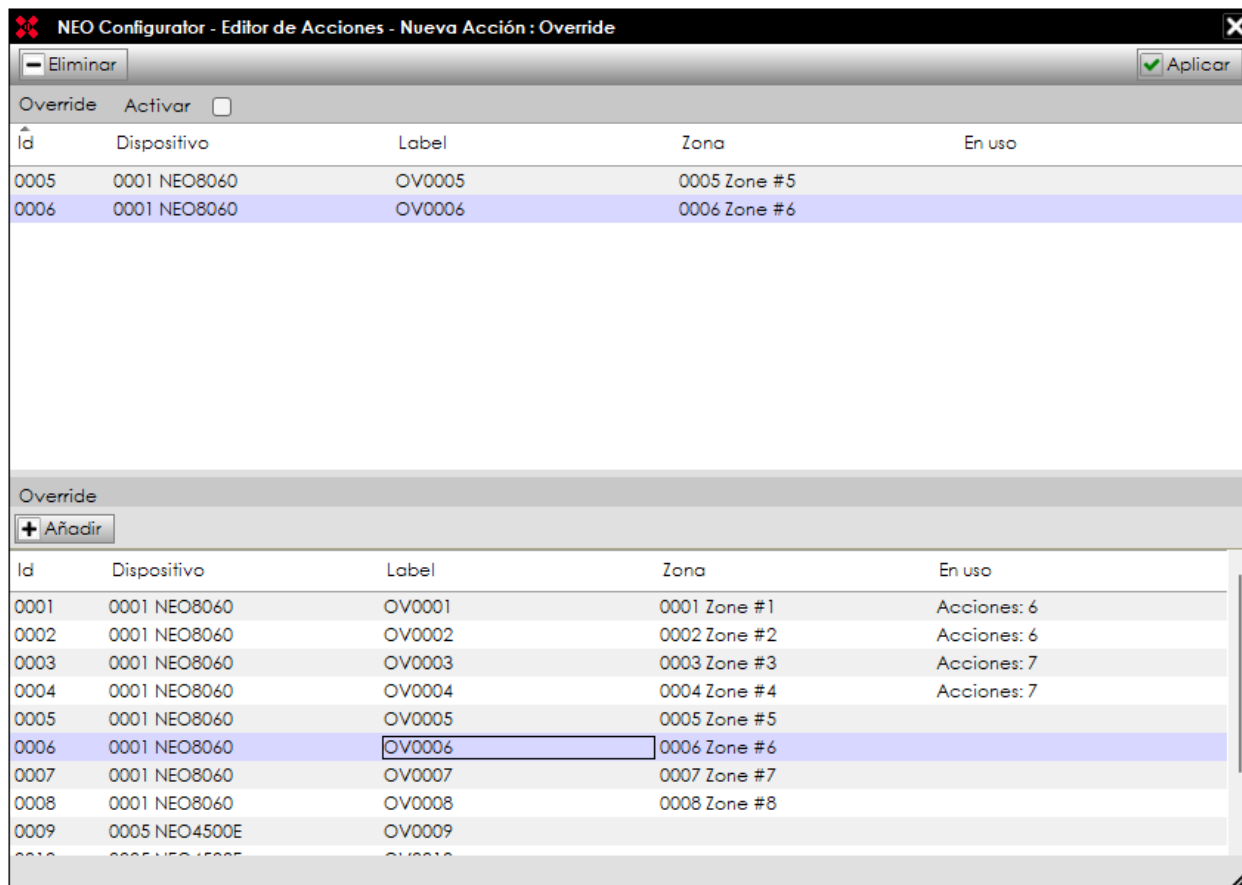 NEO Configurator - Editor de Acciones - Nueva Acción : Override
Eliminar Aplicar
Override Activar
Id Dispositivo Label Zona En uso
0005 0001 NEO8060 OV0005 0005 Zone #5
0006 0001 NEO8060 OV0006 0006 Zone #6
Override
Añadir
Id Dispositivo Label Zona En uso
0001 0001 NEO8060 OV0001 0001 Zone #1 Acciones: 6
0002 0001 NEO8060 OV0002 0002 Zone #2 Acciones: 6
0003 0001 NEO8060 OV0003 0003 Zone #3 Acciones: 7
0004 0001 NEO8060 OV0004 0004 Zone #4 Acciones: 7
0005 0001 NEO8060 OV0005 0005 Zone #5
0006 0001 NEO8060 OV0006 0006 Zone #6
0007 0001 NEO8060 OV0007 0007 Zone #7
0008 0001 NEO8060 OV0008 0008 Zone #8
0009 0005 NEO4500E OV0009